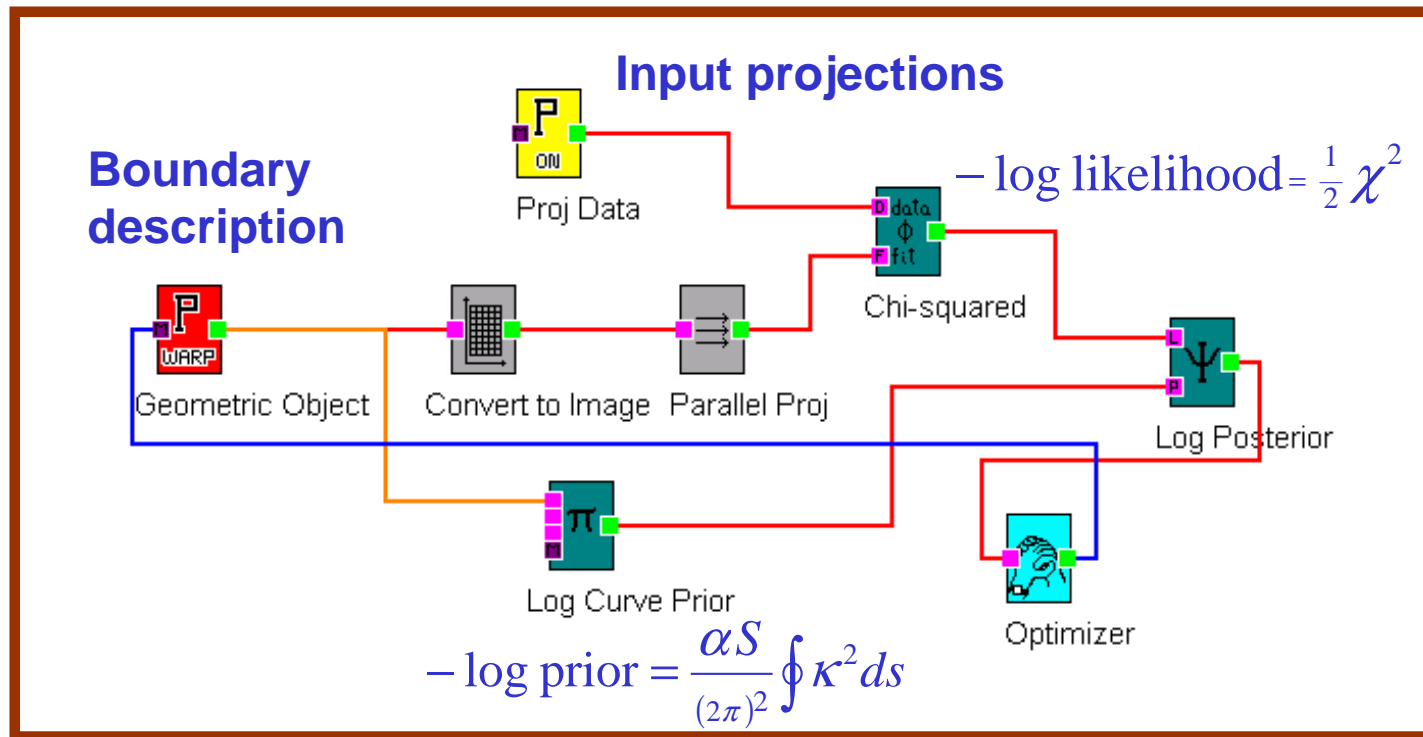 Input projections
P
M
ON
Proj Data
Boundary
description
− log likelihood = ½ χ²
D data
Φ
F fit
Chi-squared
P
M
WARP
Geometric Object
Convert to Image
Parallel Proj
L
Ψ
P
Log Posterior
π
M
Log Curve Prior
Optimizer
− log prior = αS/(2π)² ∮ κ² ds